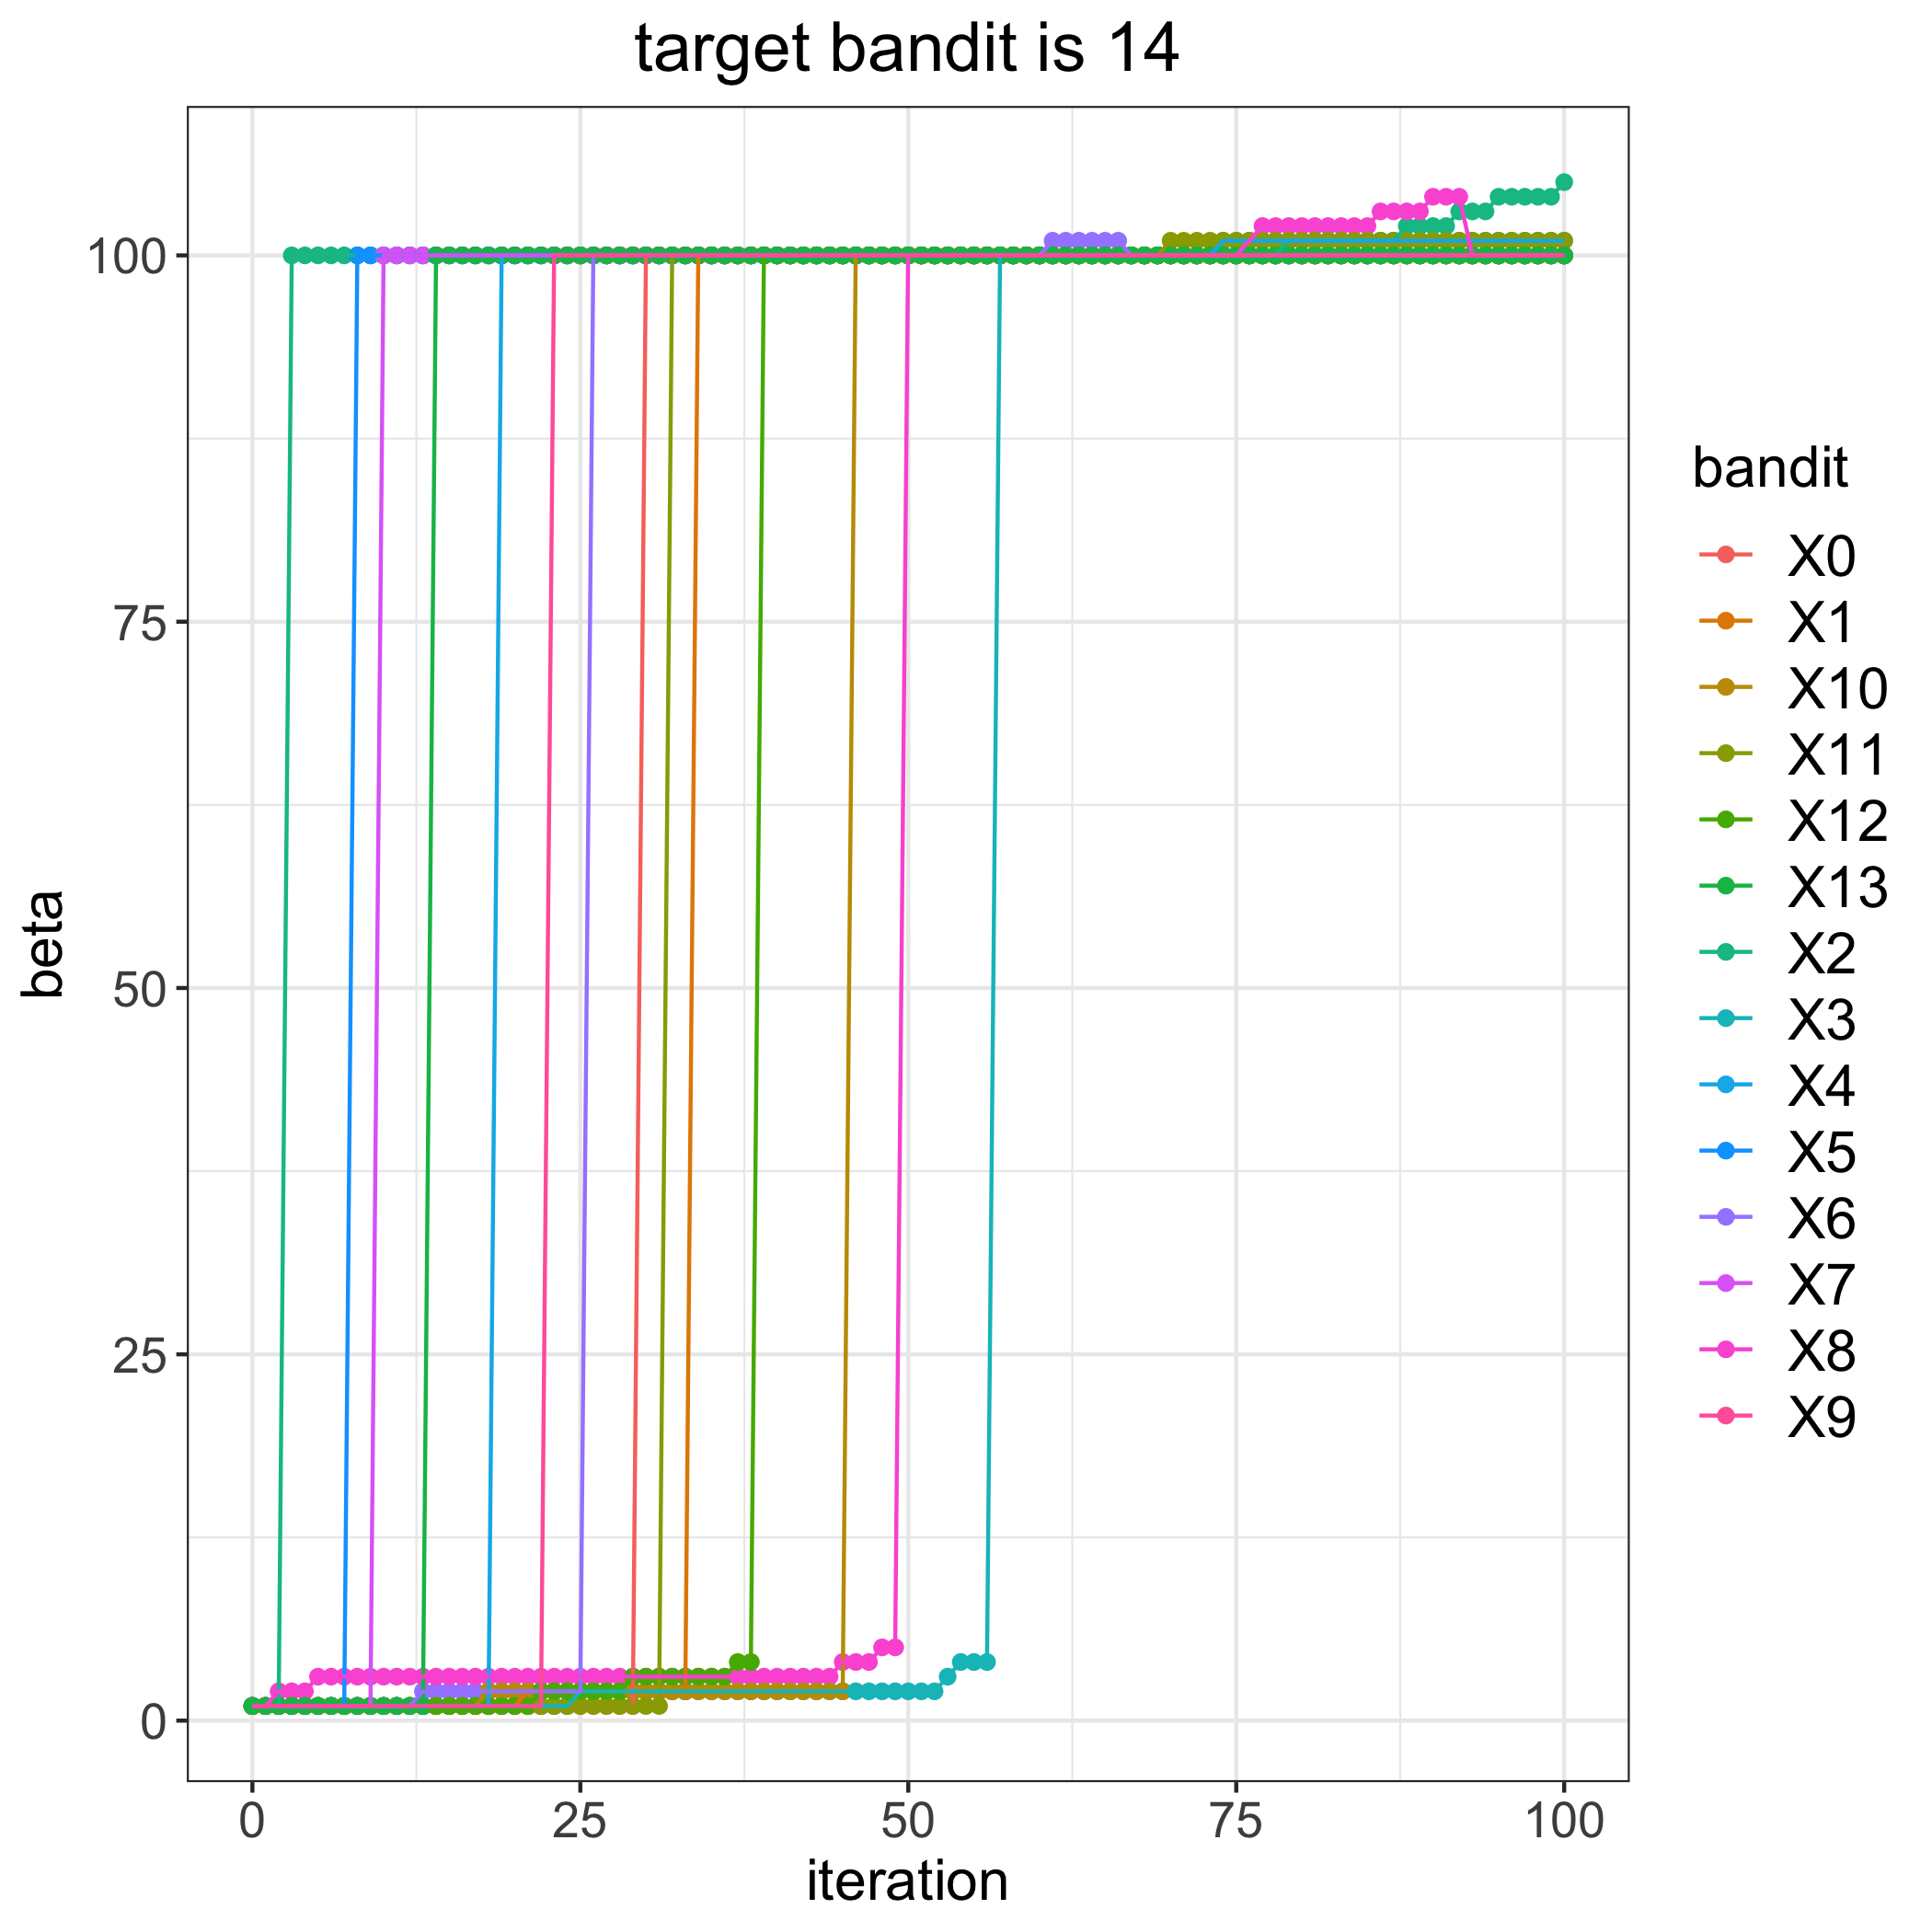 target bandit is 14
100
75
50
25
0
beta
0 25 50 75 100
iteration
bandit
X0
X1
X10
X11
X12
X13
X2
X3
X4
X5
X6
X7
X8
X9